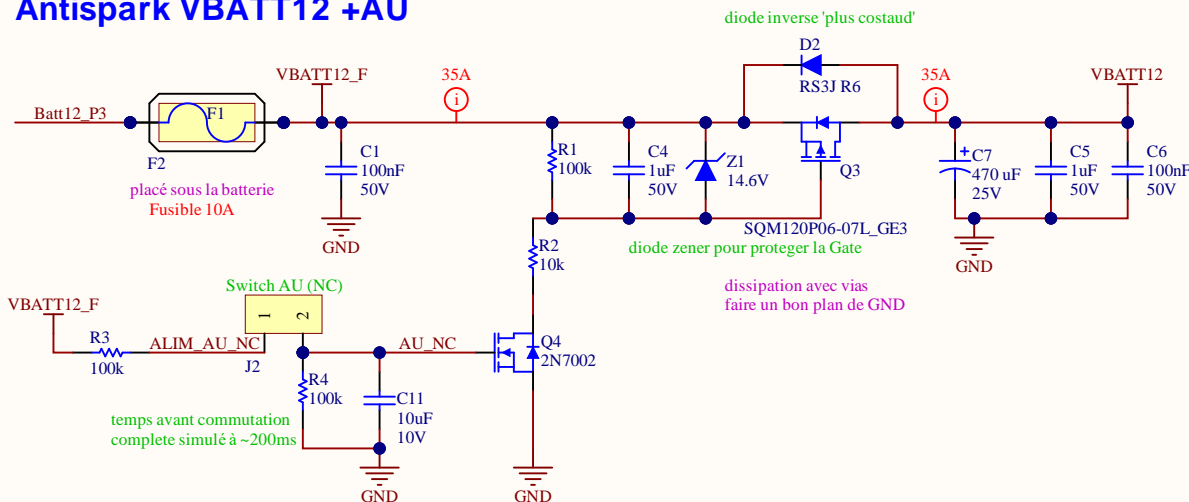 Antispark VBATT12 +AU
diode inverse 'plus costaud'
D2
RS3J R6
VBATT12_F
35A
i
35A
i
VBATT12
Batt12_P3
F1
F2
C1
100nF
50V
R1
100k
C4
1uF
50V
Z1
14.6V
Q3
C7
470 uF
25V
C5
1uF
50V
C6
100nF
50V
placé sous la batterie
Fusible 10A
GND
SQM120P06-07L_GE3
diode zener pour proteger la Gate
R2
10k
GND
dissipation avec vias
faire un bon plan de GND
Switch AU (NC)
VBATT12_F
1
2
R3
100k
ALIM_AU_NC
J2
AU_NC
Q4
2N7002
R4
100k
C11
10uF
10V
temps avant commutation
complete simulé à ~200ms
GND
GND